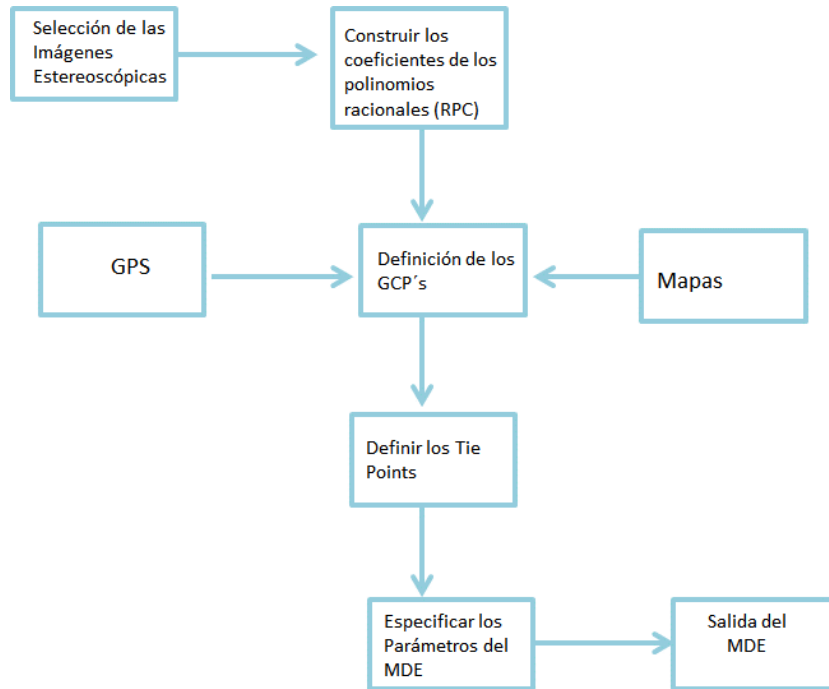 Selección de las
Imágenes
Estereoscópicas
Construir los
coeficientes de los
polinomios
racionales (RPC)
GPS
Definición de los
GCP´s
Mapas
Definir los Tie
Points
Especificar los
Parámetros del
MDE
Salida del
MDE